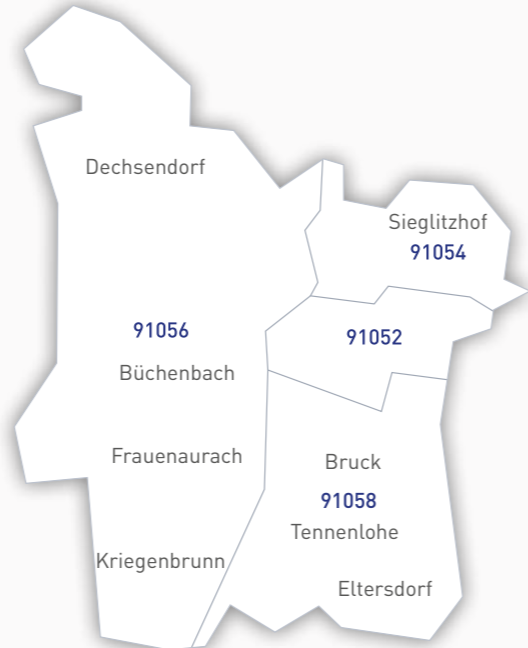 Dechsendorf
Sieglitzhof
91054
91056
91052
Büchenbach
Frauenaurach
Bruck
91058
Tennenlohe
Kriegenbrunn
Eltersdorf